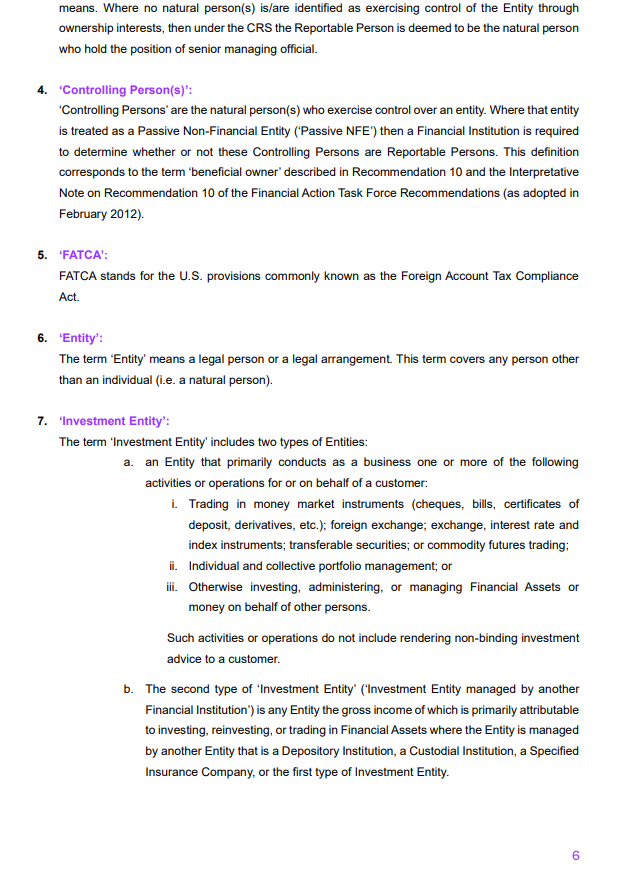 means. Where no natural person(s) is/are identified as exercising control of the Entity through
ownership interests, then under the CRS the Reportable Person is deemed to be the natural person
who hold the position of senior managing official.
4. ‘Controlling Person(s)’:
‘Controlling Persons’ are the natural person(s) who exercise control over an entity. Where that entity
is treated as a Passive Non-Financial Entity (‘Passive NFE’) then a Financial Institution is required
to determine whether or not these Controlling Persons are Reportable Persons. This definition
corresponds to the term ‘beneficial owner’ described in Recommendation 10 and the Interpretative
Note on Recommendation 10 of the Financial Action Task Force Recommendations (as adopted in
February 2012).
5. ‘FATCA’:
FATCA stands for the U.S. provisions commonly known as the Foreign Account Tax Compliance
Act.
6. ‘Entity’:
The term ‘Entity’ means a legal person or a legal arrangement. This term covers any person other
than an individual (i.e. a natural person).
7. ‘Investment Entity’:
The term ‘Investment Entity’ includes two types of Entities:
a. an Entity that primarily conducts as a business one or more of the following
activities or operations for or on behalf of a customer:
i. Trading in money market instruments (cheques, bills, certificates of
deposit, derivatives, etc.); foreign exchange; exchange, interest rate and
index instruments; transferable securities; or commodity futures trading;
ii. Individual and collective portfolio management; or
iii. Otherwise investing, administering, or managing Financial Assets or
money on behalf of other persons.
Such activities or operations do not include rendering non-binding investment
advice to a customer.
b. The second type of ‘Investment Entity’ (‘Investment Entity managed by another
Financial Institution’) is any Entity the gross income of which is primarily attributable
to investing, reinvesting, or trading in Financial Assets where the Entity is managed
by another Entity that is a Depository Institution, a Custodial Institution, a Specified
Insurance Company, or the first type of Investment Entity.
6